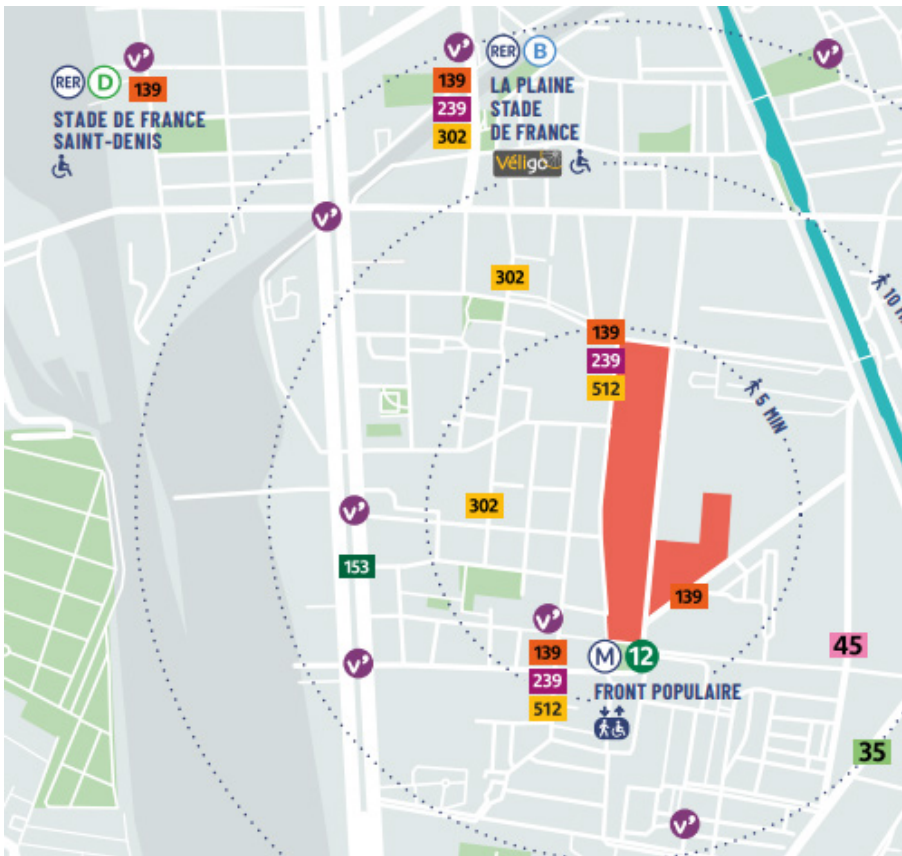 v'
RER D 139
STADE DE FRANCE
SAINT-DENIS
v'
139
239
302
RER B
LA PLAINE
STADE
DE FRANCE
Véligo
v'
v'
302
10 M
139
239
512
5 MIN
302
v'
153
139
v'
139
239
512
M 12
FRONT POPULAIRE
45
v'
35
v'